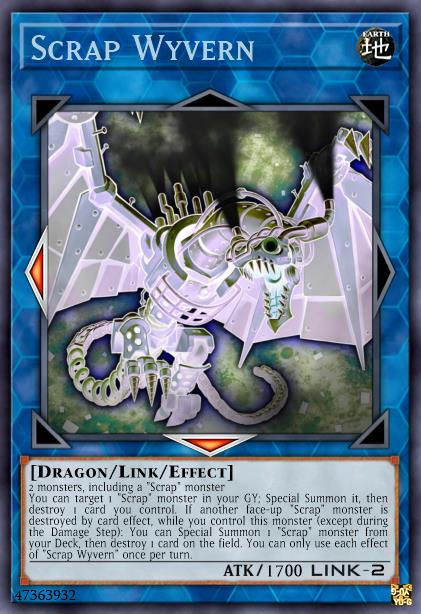 SCRAP WYVERN
EARTH
地
[DRAGON/LINK/EFFECT]
2 monsters, including a "Scrap" monster
You can target 1 "Scrap" monster in your GY; Special Summon it, then
destroy 1 card you control. If another face-up "Scrap" monster is
destroyed by card effect, while you control this monster (except during
the Damage Step): You can Special Summon 1 "Scrap" monster from
your Deck, then destroy 1 card on the field. You can only use each effect
of "Scrap Wyvern" once per turn.
ATK/1700 LINK-2
47363932